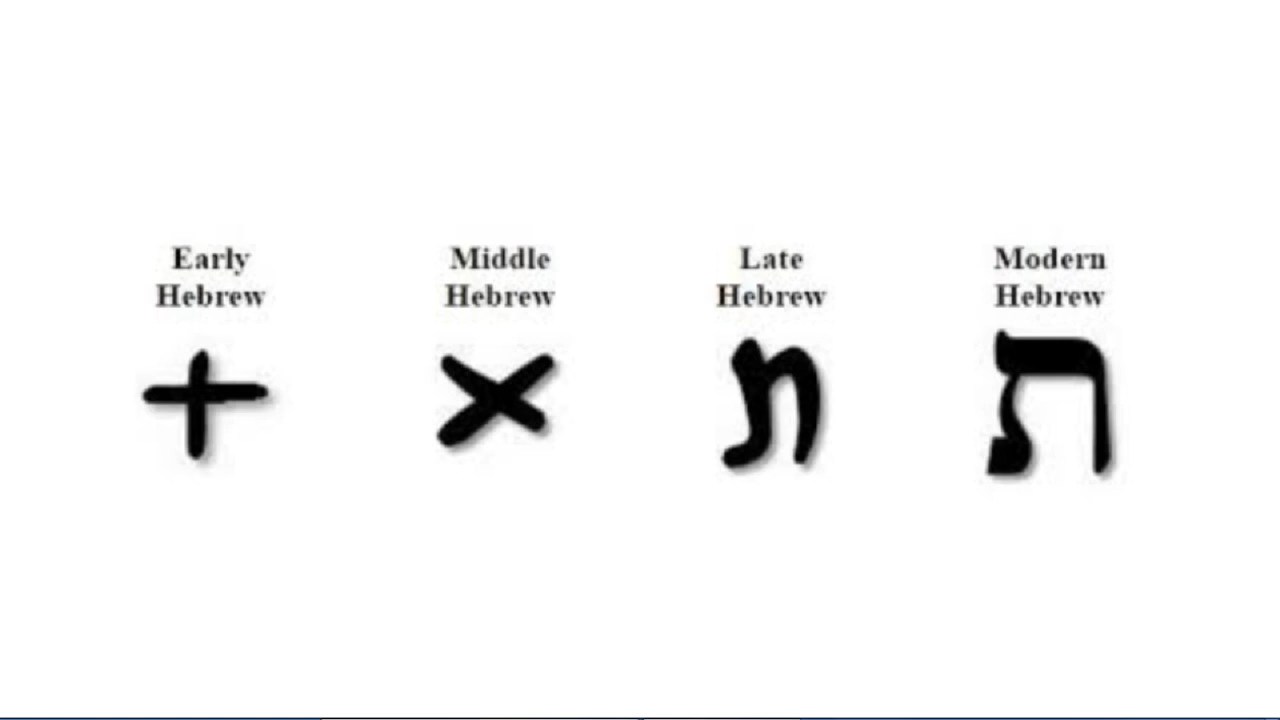 Early Hebrew
Middle Hebrew
Late Hebrew
Modern Hebrew
+
×
ת
ת